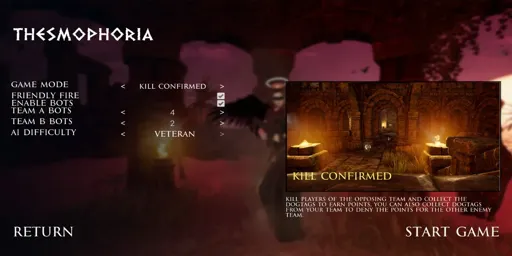 THESMOPHORIA
GAME MODE < KILL CONFIRMED >
FRIENDLY FIRE
ENABLE BOTS
TEAM A BOTS < 4 >
TEAM B BOTS < 2 >
AI DIFFICULTY < VETERAN >
KILL CONFIRMED
KILL PLAYERS OF THE OPPOSING TEAM AND COLLECT THE
DOGTAGS TO EARN POINTS, YOU CAN ALSO COLLECT DOGTAGS
FROM YOUR TEAM TO DENY THE POINTS FOR THE OTHER ENEMY
TEAM.
RETURN
START GAME